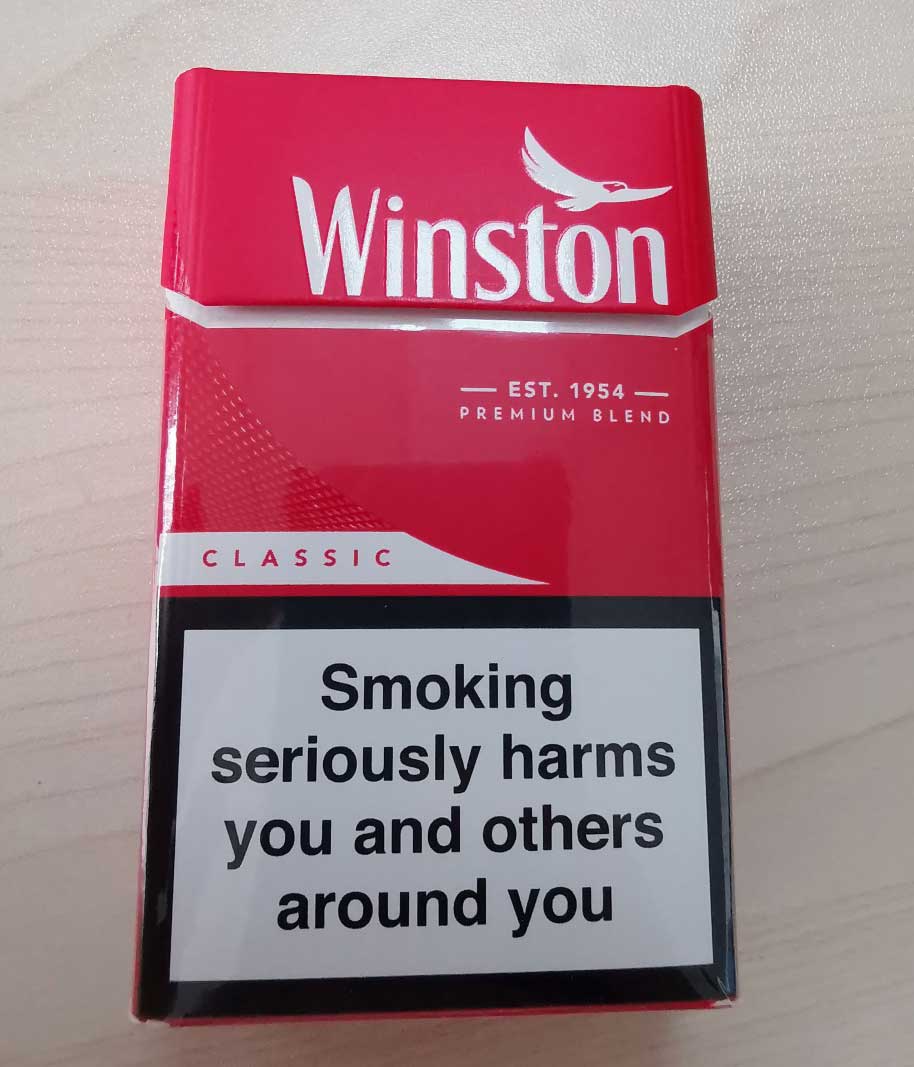 Winston
EST. 1954
PREMIUM BLEND
CLASSIC
Smoking
seriously harms
you and others
around you